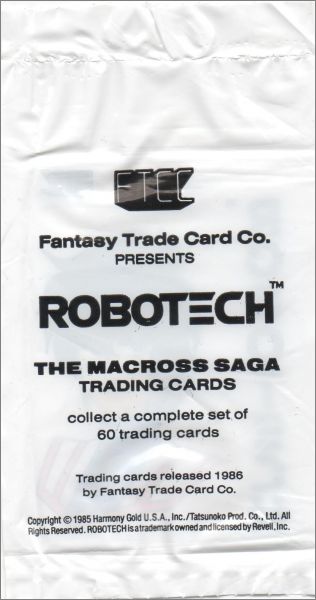 FTCC
Fantasy Trade Card Co.
PRESENTS
ROBOTECH™
THE MACROSS SAGA
TRADING CARDS
collect a complete set of
60 trading cards
Trading cards released 1986
by Fantasy Trade Card Co.
Copyright © 1985 Harmony Gold U.S.A., Inc./Tatsunoko Prod. Co., Ltd. All
Rights Reserved. ROBOTECH is a trademark owned and licensed by Revell, Inc.